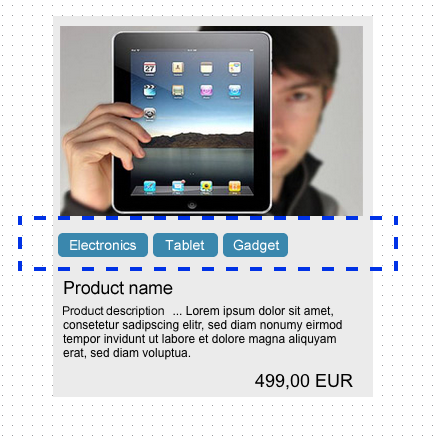 Electronics Tablet Gadget
Product name
Product description ... Lorem ipsum dolor sit amet,
consetetur sadipscing elitr, sed diam nonumy eirmod
tempor invidunt ut labore et dolore magna aliquyam
erat, sed diam voluptua.
499,00 EUR